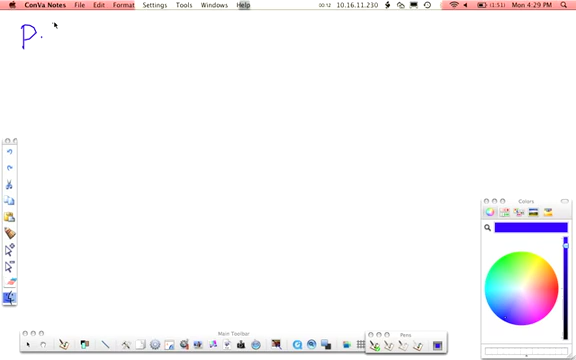 ConVa Notes File Edit Format Settings Tools Windows Help 00:12 10.16.11.230 (1:51) Mon 4:29 PM
P.
Colors
Main Toolbar
Pens